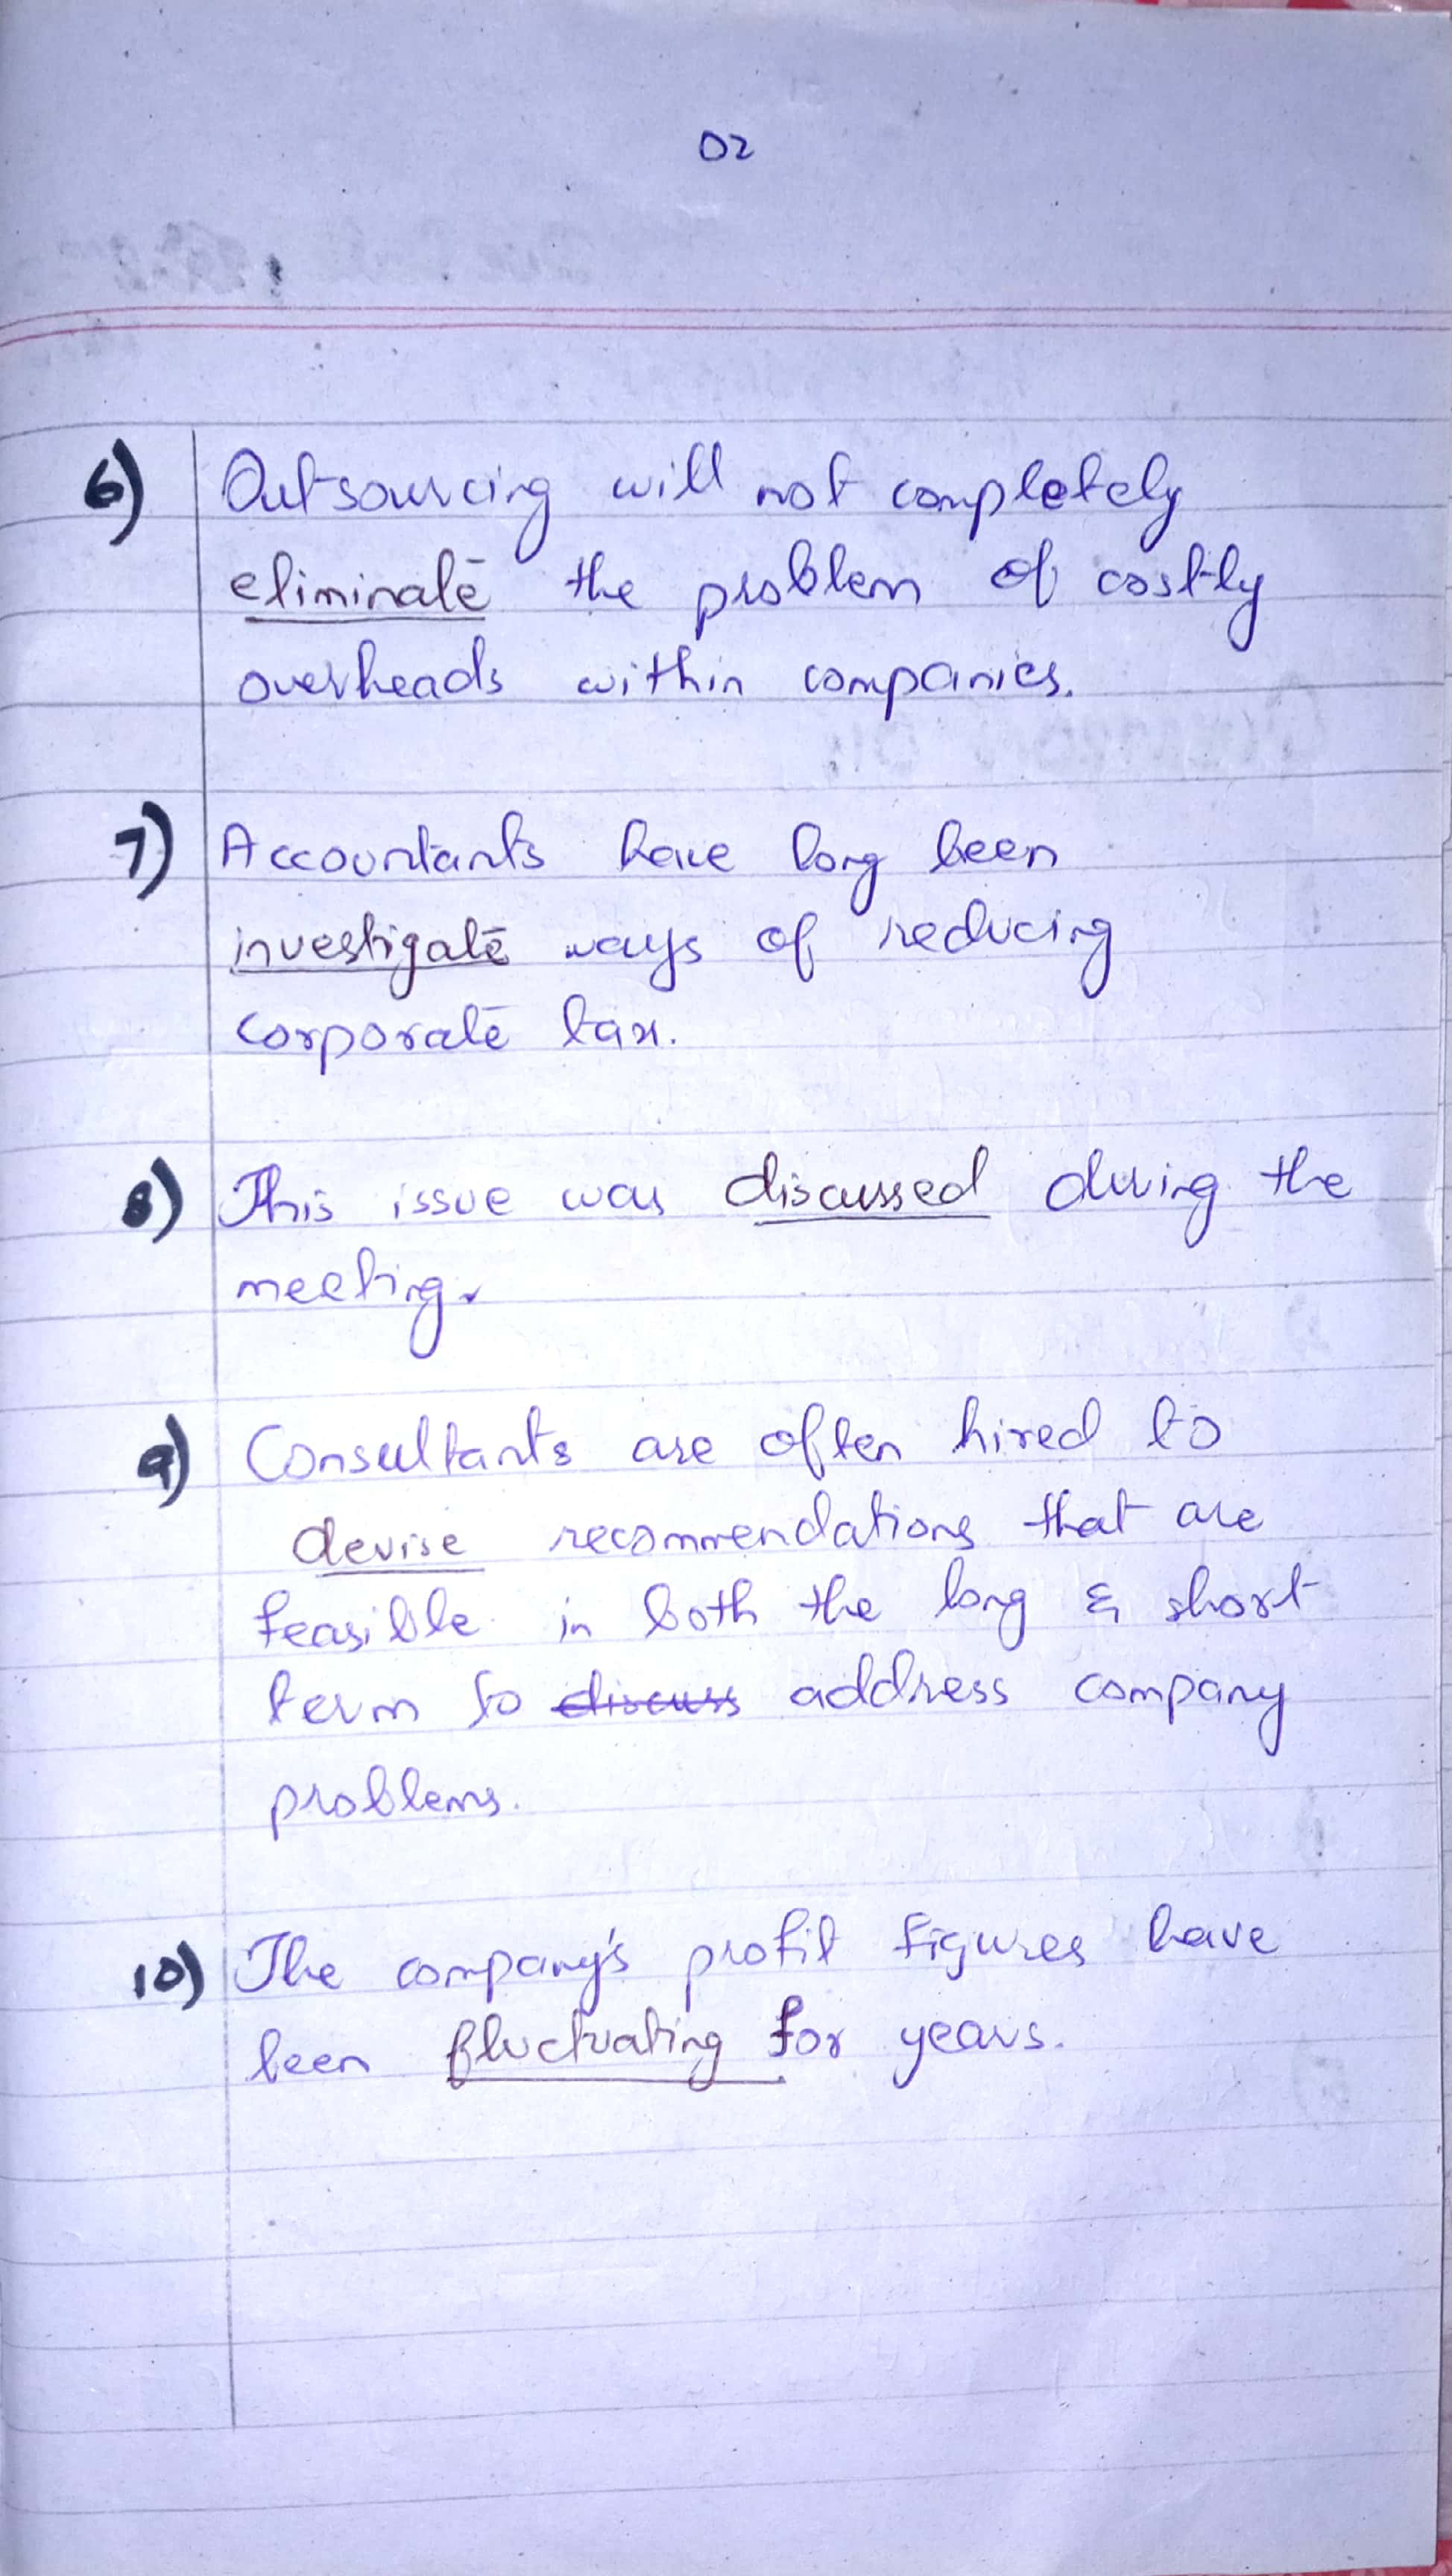 02
6) Outsourcing will not completely
eliminate the problem of costly
overheads within companies.
7) Accountants have long been
investigate ways of reducing
corporate tax.
8) This issue was discussed during the
meeting.
9) Consultants are often hired to
devise recommendations that are
feasible in both the long & short
term to discuss address company
problems.
10) The company's profit figures have
been fluctuating for years.